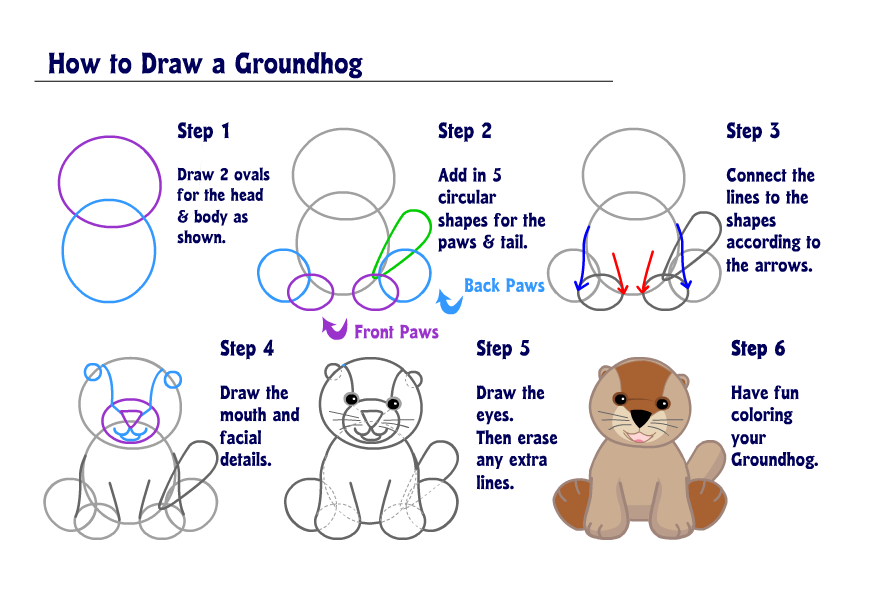 How to Draw a Groundhog
Step 1
Draw 2 ovals
for the head
& body as
shown.
Step 2
Add in 5
circular
shapes for the
paws & tail.
Back Paws
Front Paws
Step 3
Connect the
lines to the
shapes
according to
the arrows.
Step 4
Draw the
mouth and
facial
details.
Step 5
Draw the
eyes.
Then erase
any extra
lines.
Step 6
Have fun
coloring
your
Groundhog.